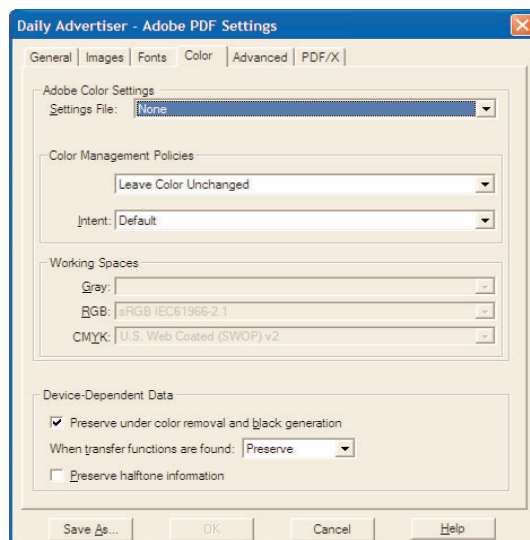 Daily Advertiser - Adobe PDF Settings
General Images Fonts Color Advanced PDF/X
Adobe Color Settings
Settings File: None
Color Management Policies
Leave Color Unchanged
Intent: Default
Working Spaces
Gray:
RGB: sRGB IEC61966-2.1
CMYK: U.S. Web Coated (SWOP) v2
Device-Dependent Data
Preserve under color removal and black generation
When transfer functions are found: Preserve
Preserve halftone information
Save As... OK Cancel Help